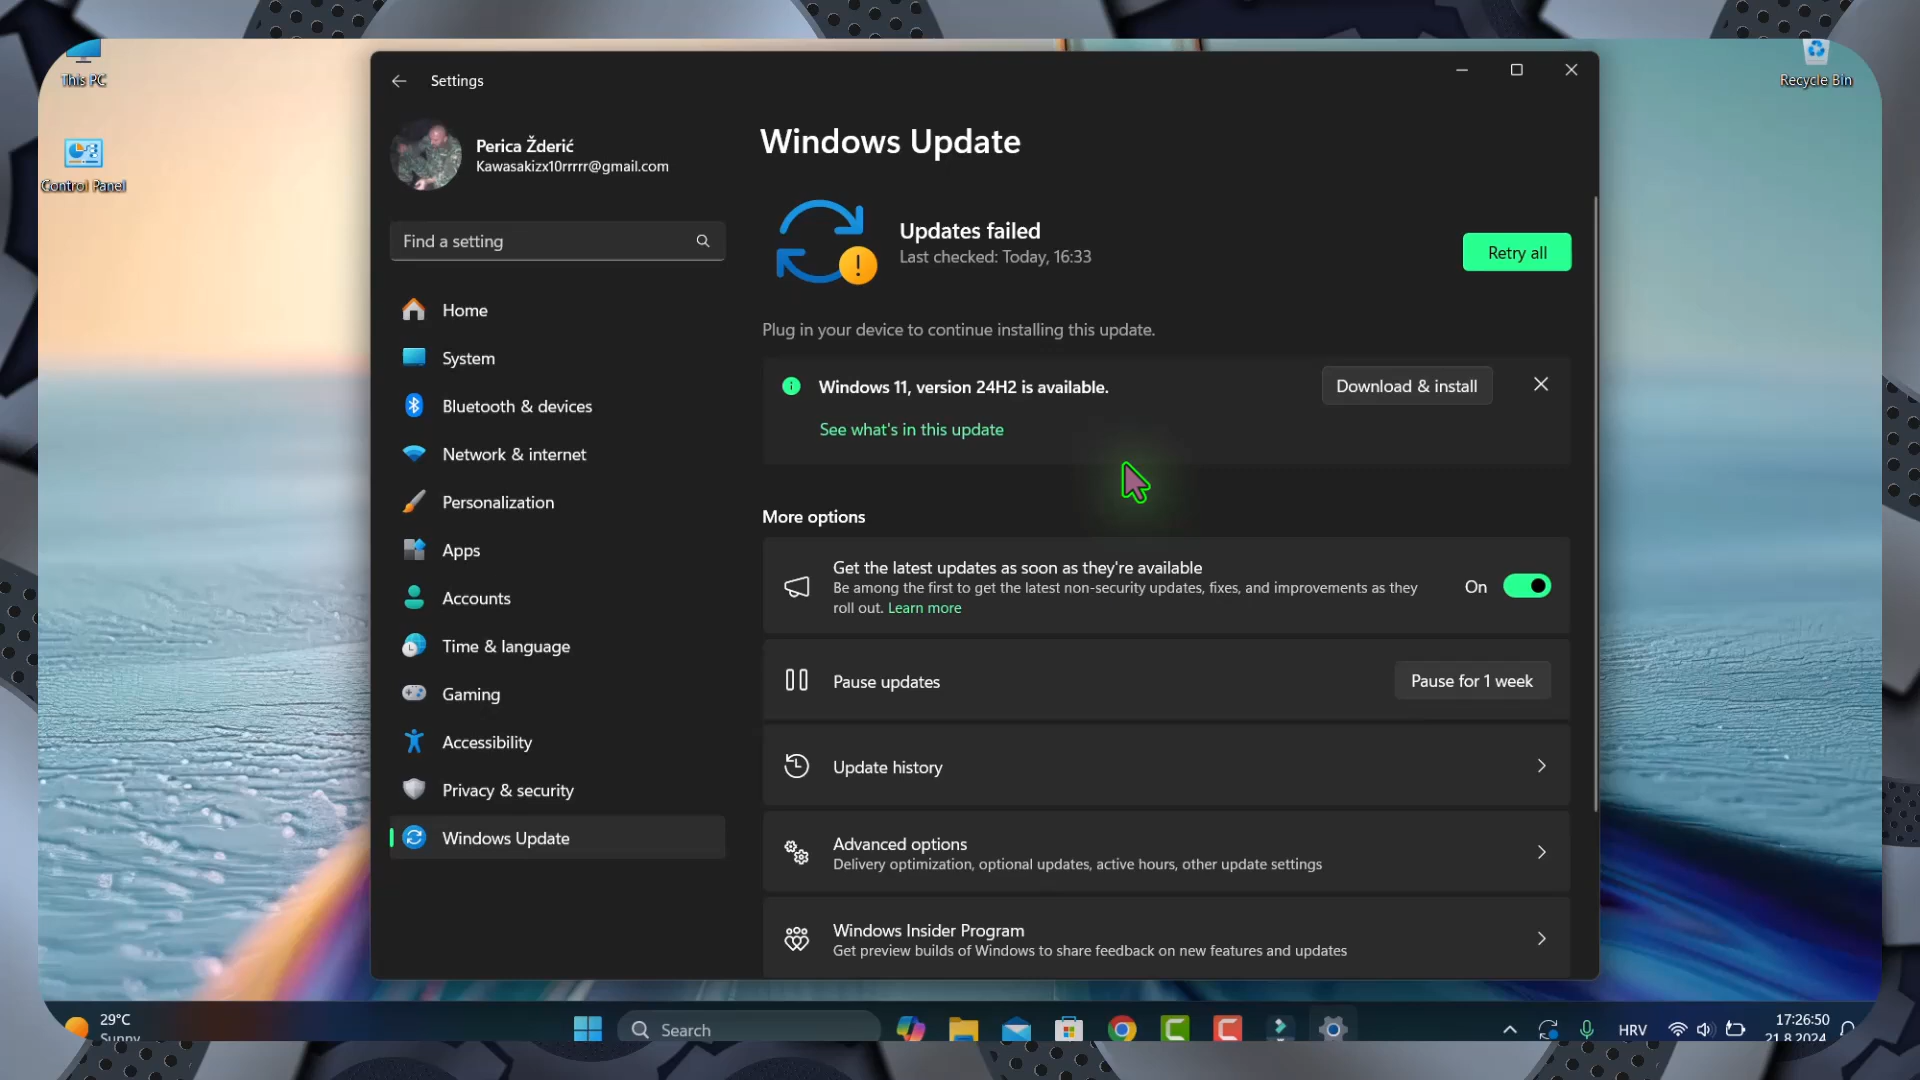 This PC
Control Panel
Recycle Bin
Settings
Perica Žderić
Kawasakizx10rrrrr@gmail.com
Find a setting
Home
System
Bluetooth & devices
Network & internet
Personalization
Apps
Accounts
Time & language
Gaming
Accessibility
Privacy & security
Windows Update
Windows Update
Updates failed
Last checked: Today, 16:33
Retry all
Plug in your device to continue installing this update.
Windows 11, version 24H2 is available.
Download & install
See what's in this update
More options
Get the latest updates as soon as they're available
Be among the first to get the latest non-security updates, fixes, and improvements as they
roll out. Learn more
On
Pause updates
Pause for 1 week
Update history
Advanced options
Delivery optimization, optional updates, active hours, other update settings
Windows Insider Program
Get preview builds of Windows to share feedback on new features and updates
29°C
Sunny
Search
HRV
17:26:50
21.8.2024